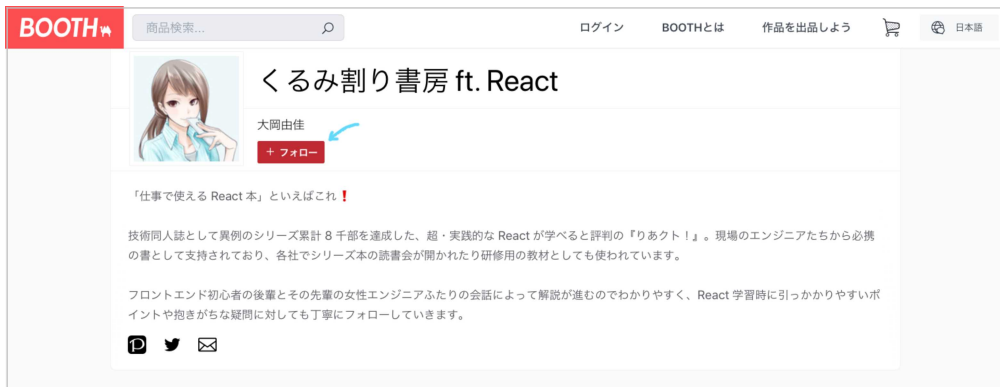 BOOTH
商品検索...
ログイン
BOOTHとは
作品を出品しよう
日本語
くるみ割り書房 ft. React
大岡由佳
+ フォロー
「仕事で使える React 本」といえばこれ❗
技術同人誌として異例のシリーズ累計 8 千部を達成した、超・実践的な React が学べると評判の『りあクト！』。現場のエンジニアたちから必携
の書として支持されており、各社でシリーズ本の読書会が開かれたり研修用の教材としても使われています。
フロントエンド初心者の後輩とその先輩の女性エンジニアふたりの会話によって解説が進むのでわかりやすく、React 学習時に引っかかりやすいポ
イントや抱きがちな疑問に対しても丁寧にフォローしていきます。